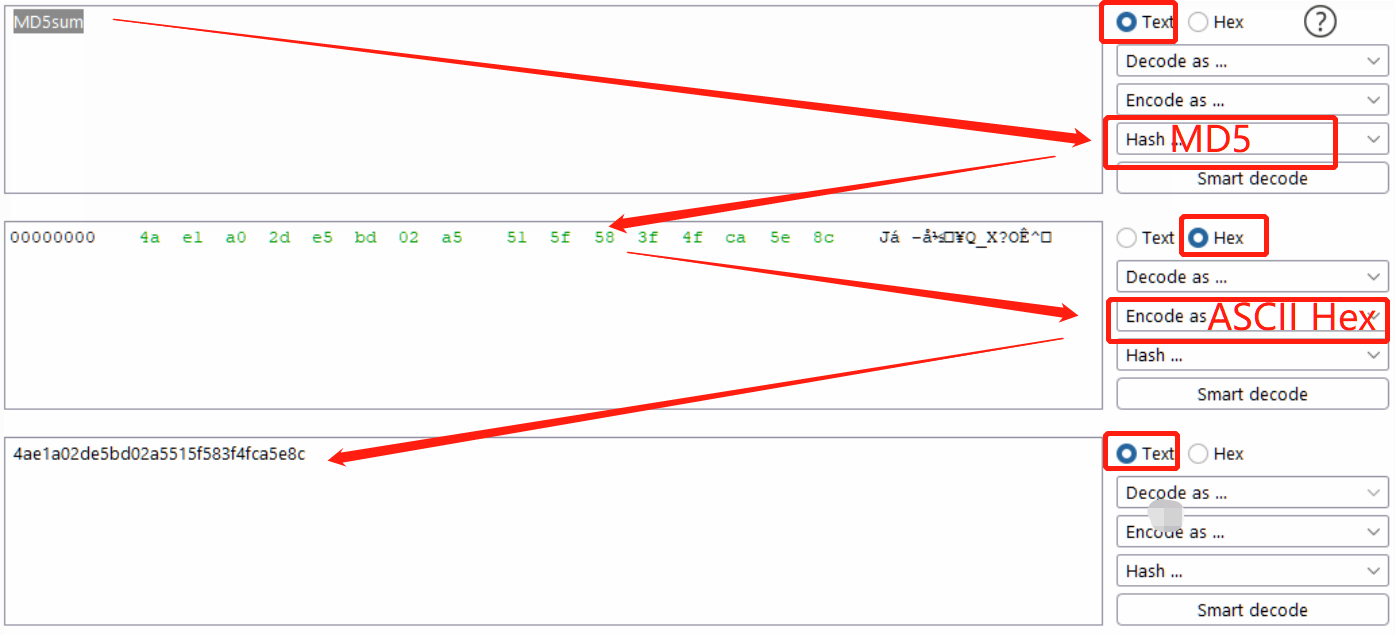 MD5sum
Text Hex ?
Decode as ...
Encode as ...
Hash ... MD5
Smart decode
00000000 4a e1 a0 2d e5 bd 02 a5 51 5f 58 3f 4f ca 5e 8c Já -å½□¥Q_X?OÊ^□
Text Hex
Decode as ...
Encode as ASCII Hex
Hash ...
Smart decode
4ae1a02de5bd02a5515f583f4fca5e8c
Text Hex
Decode as ...
Encode as ...
Hash ...
Smart decode